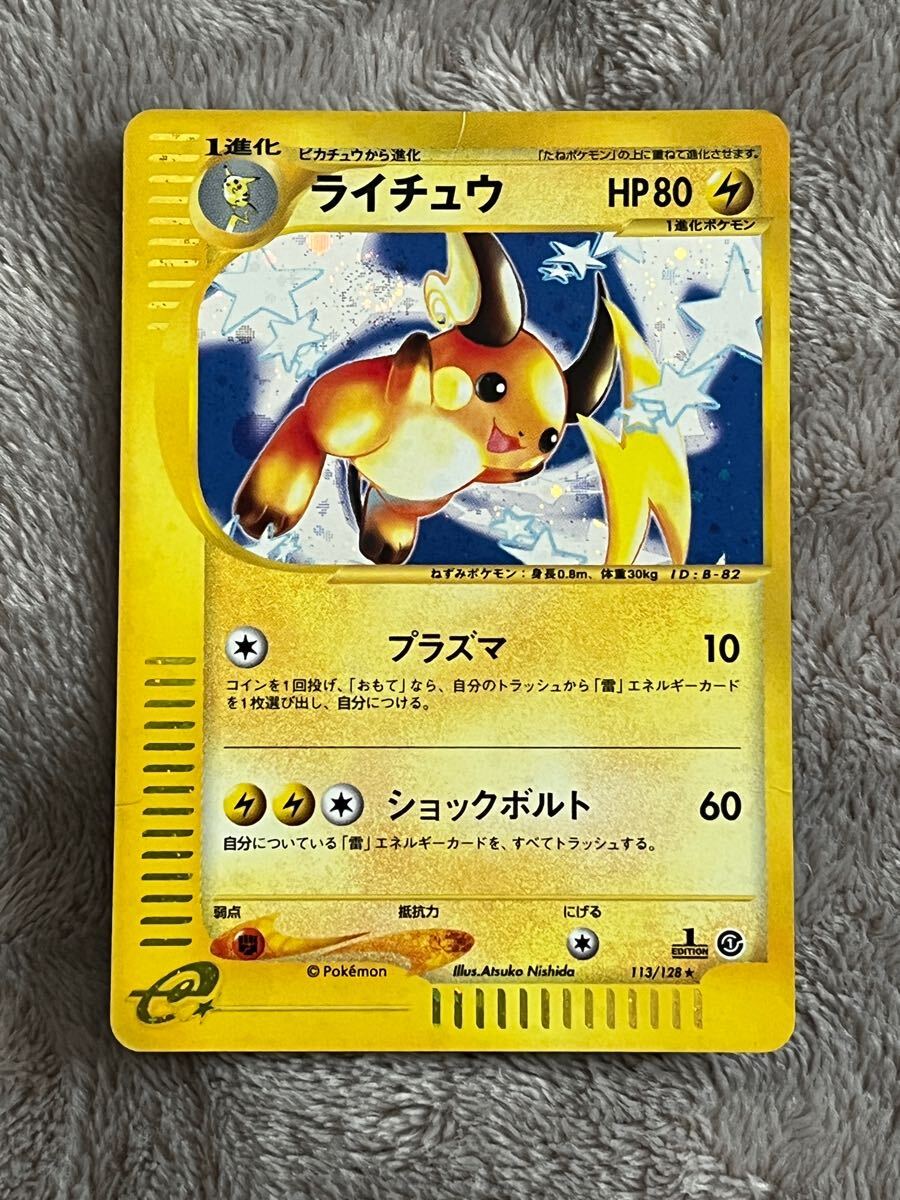 1進化
ピカチュウから進化
「たねポケモン」の上に重ねて進化させます。
ライチュウ HP80
1進化ポケモン
ねずみポケモン：身長0.8m、体重30kg ID:B-82
プラズマ 10
コインを1回投げ、「おもて」なら、自分のトラッシュから「雷」エネルギーカード
を1枚選び出し、自分につける。
ショックボルト 60
自分についている「雷」エネルギーカードを、すべてトラッシュする。
弱点 抵抗力 にげる
1
EDITION
©Pokémon Illus.Atsuko Nishida 113/128★
e